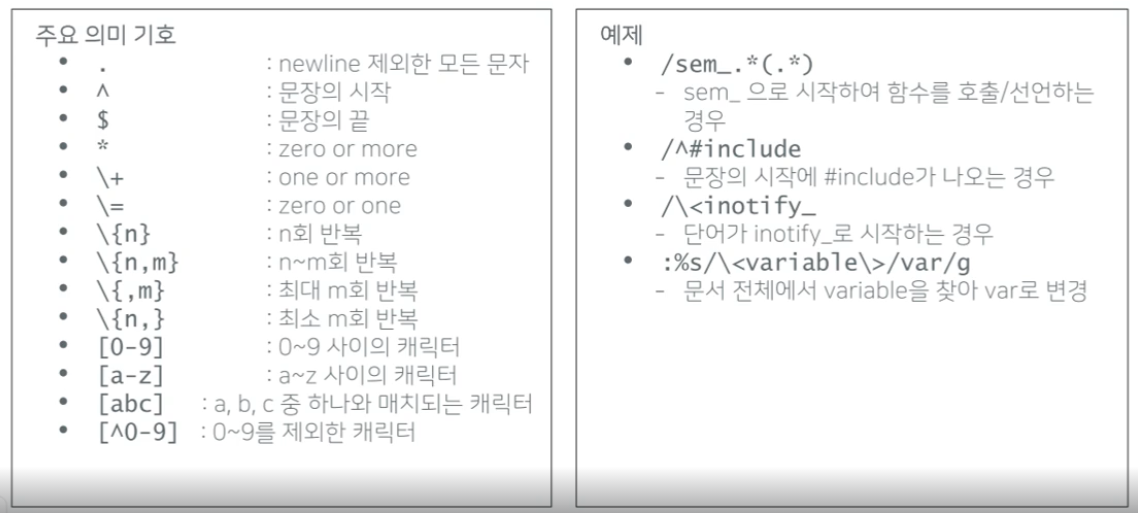 주요 의미 기호
• . : newline 제외한 모든 문자
• ^ : 문장의 시작
• $ : 문장의 끝
• * : zero or more
• \+ : one or more
• \= : zero or one
• \{n} : n회 반복
• \{n,m} : n~m회 반복
• \{,m} : 최대 m회 반복
• \{n,} : 최소 m회 반복
• [0-9] : 0~9 사이의 캐릭터
• [a-z] : a~z 사이의 캐릭터
• [abc] : a, b, c 중 하나와 매치되는 캐릭터
• [^0-9] : 0~9를 제외한 캐릭터
예제
• /sem_.*(.*)
- sem_ 으로 시작하여 함수를 호출/선언하는
경우
• /^#include
- 문장의 시작에 #include가 나오는 경우
• /\<inotify_
- 단어가 inotify_로 시작하는 경우
• :%s/\<variable\>/var/g
- 문서 전체에서 variable을 찾아 var로 변경